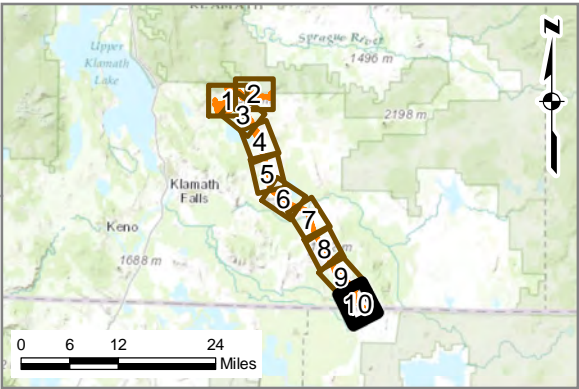 KLAMATH
Upper
Klamath
Lake
Sprague River
1496 m
N
2198 m
1
2
3
4
5
6
7
8
9
10
Klamath
Falls
Keno
1688 m
m
0 6 12 24
Miles